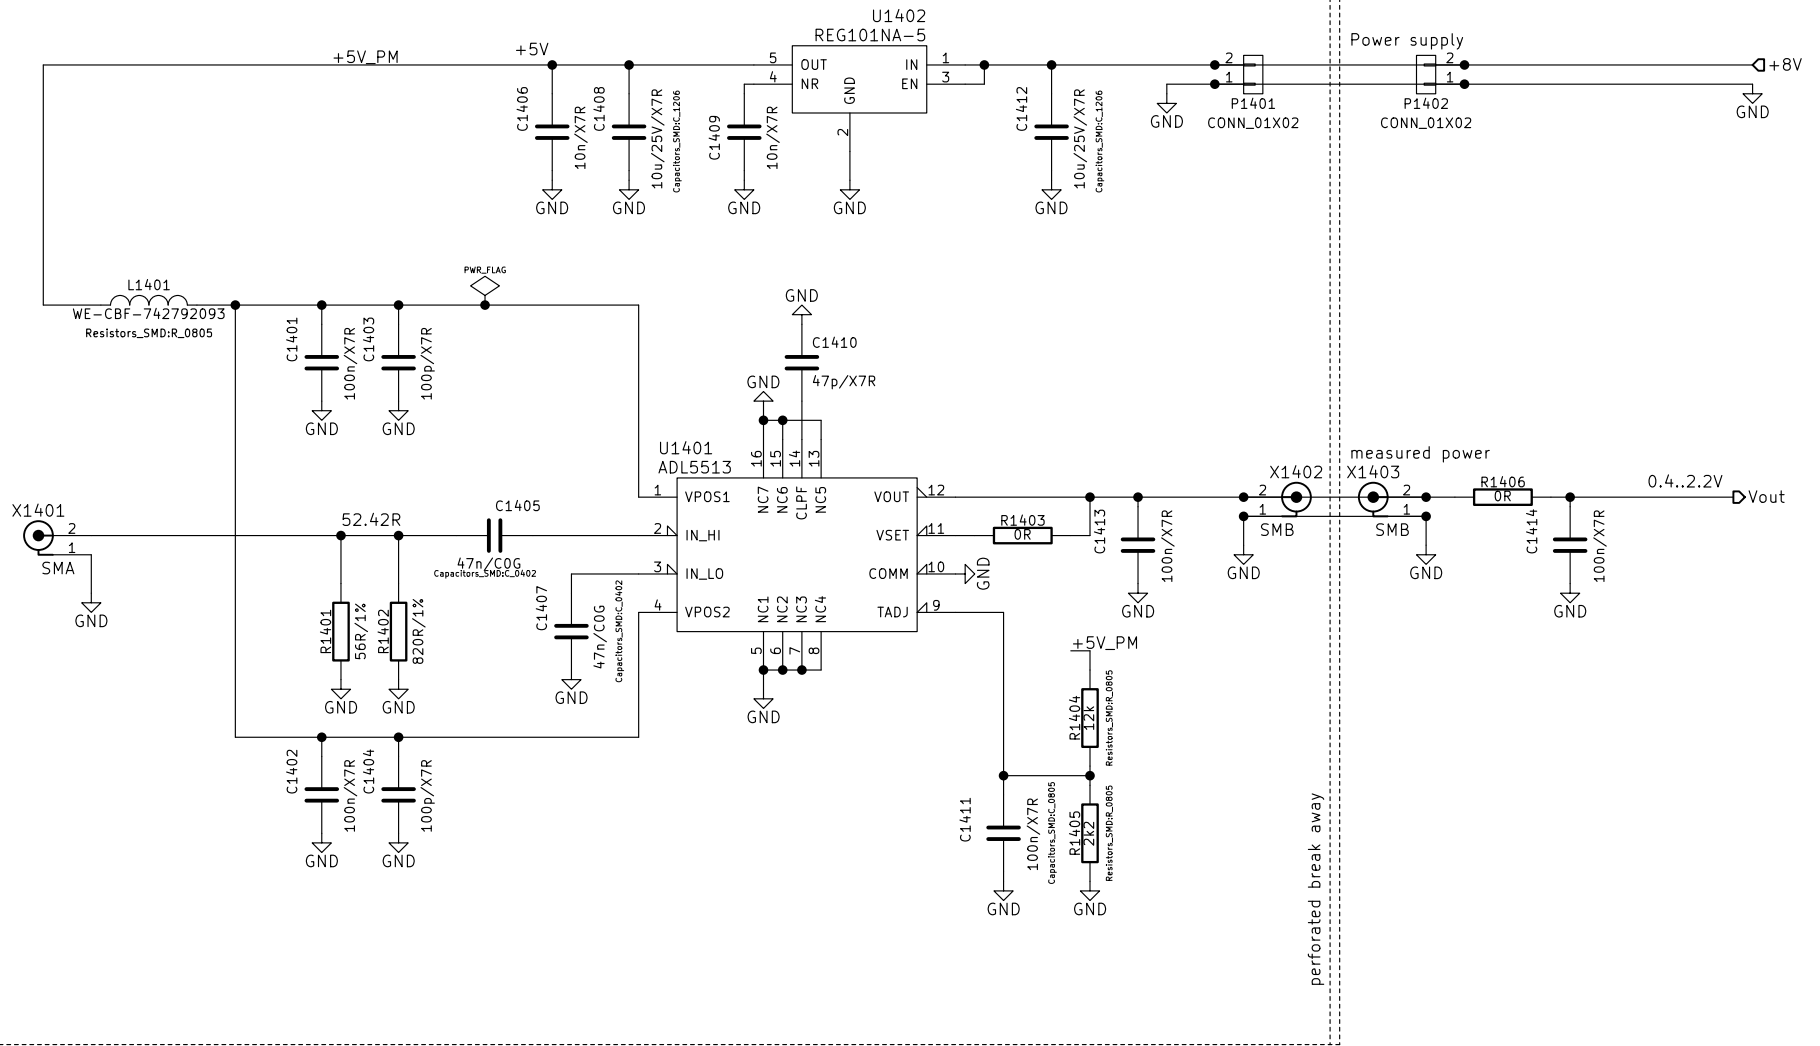 U1402
REG101NA-5
Power supply
+5V_PM
+5V
5
OUT
IN
1
4
NR
EN
3
GND
2
2
1
P1401
CONN_01X02
2
1
P1402
CONN_01X02
+8V
GND
GND
C1406
10n/X7R
GND
C1408
10u/25V/X7R
Capacitors_SMD:C_1206
GND
C1409
10n/X7R
GND
GND
C1412
10u/25V/X7R
Capacitors_SMD:C_1206
GND
PWR_FLAG
L1401
WE-CBF-742792093
Resistors_SMD:R_0805
C1401
100n/X7R
GND
C1403
100p/X7R
GND
GND
C1410
47p/X7R
GND
U1401
ADL5513
16
15
14
13
NC7
NC6
CLPF
NC5
1
VPOS1
VOUT
12
2
IN_HI
VSET
11
3
IN_LO
COMM
10
4
VPOS2
TADJ
9
NC1
NC2
NC3
NC4
5
6
7
8
GND
GND
X1401
2
1
SMA
GND
52.42R
C1405
47n/C0G
Capacitors_SMD:C_0402
R1401
56R/1%
GND
R1402
820R/1%
GND
C1407
47n/C0G
Capacitors_SMD:C_0402
GND
R1403
0R
C1413
100n/X7R
GND
X1402
2
1
SMB
GND
measured power
X1403
2
1
SMB
GND
R1406
0R
C1414
100n/X7R
GND
0.4..2.2V
Vout
C1402
100n/X7R
GND
C1404
100p/X7R
GND
+5V_PM
R1404
12k
Resistors_SMD:R_0805
R1405
2k2
Resistors_SMD:R_0805
GND
C1411
100n/X7R
Capacitors_SMD:C_0805
GND
perforated break away